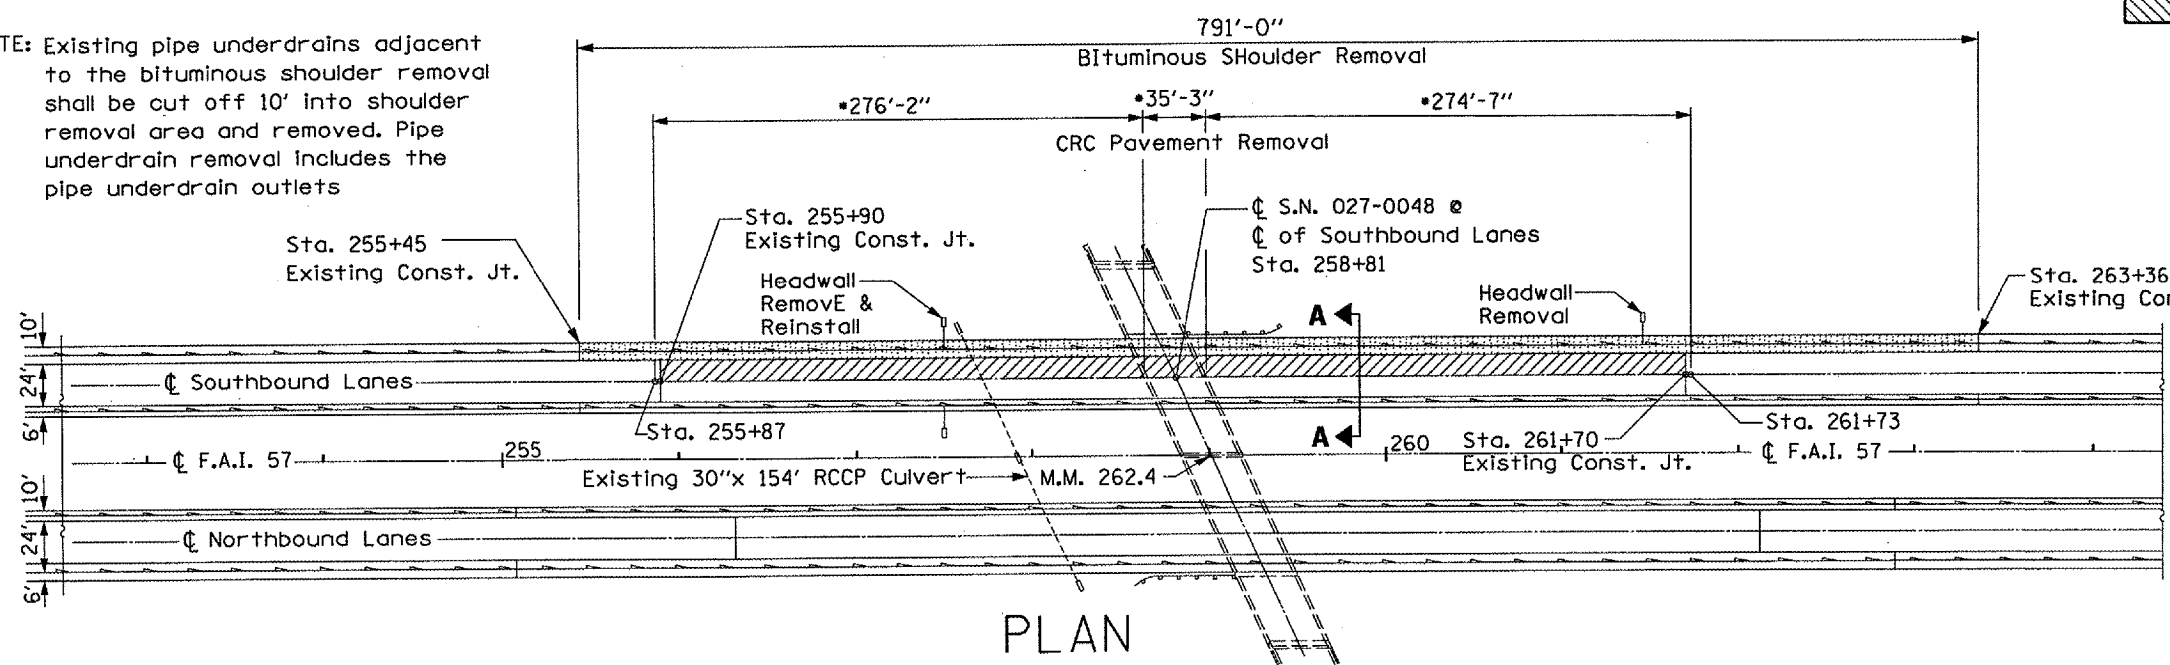 791'-0"
BItuminous SHoulder Removal
TE: Existing pipe underdrains adjacent
to the bituminous shoulder removal
shall be cut off 10' into shoulder
removal area and removed. Pipe
underdrain removal includes the
pipe underdrain outlets
*276'-2"
*35'-3"
*274'-7"
CRC Pavement Removal
Sta. 255+45
Existing Const. Jt.
Sta. 255+90
Existing Const. Jt.
Headwall
RemovE &
Reinstall
℄ S.N. 027-0048 @
℄ of Southbound Lanes
Sta. 258+81
Headwall
Removal
Sta. 263+36
Existing Co
A
A
10'
24'
6'
10'
24'
6'
℄ Southbound Lanes
Sta. 255+87
Sta. 261+73
Sta. 261+70
Existing Const. Jt.
℄ F.A.I. 57
255
260
℄ F.A.I. 57
Existing 30"x 154' RCCP Culvert
M.M. 262.4
℄ Northbound Lanes
PLAN